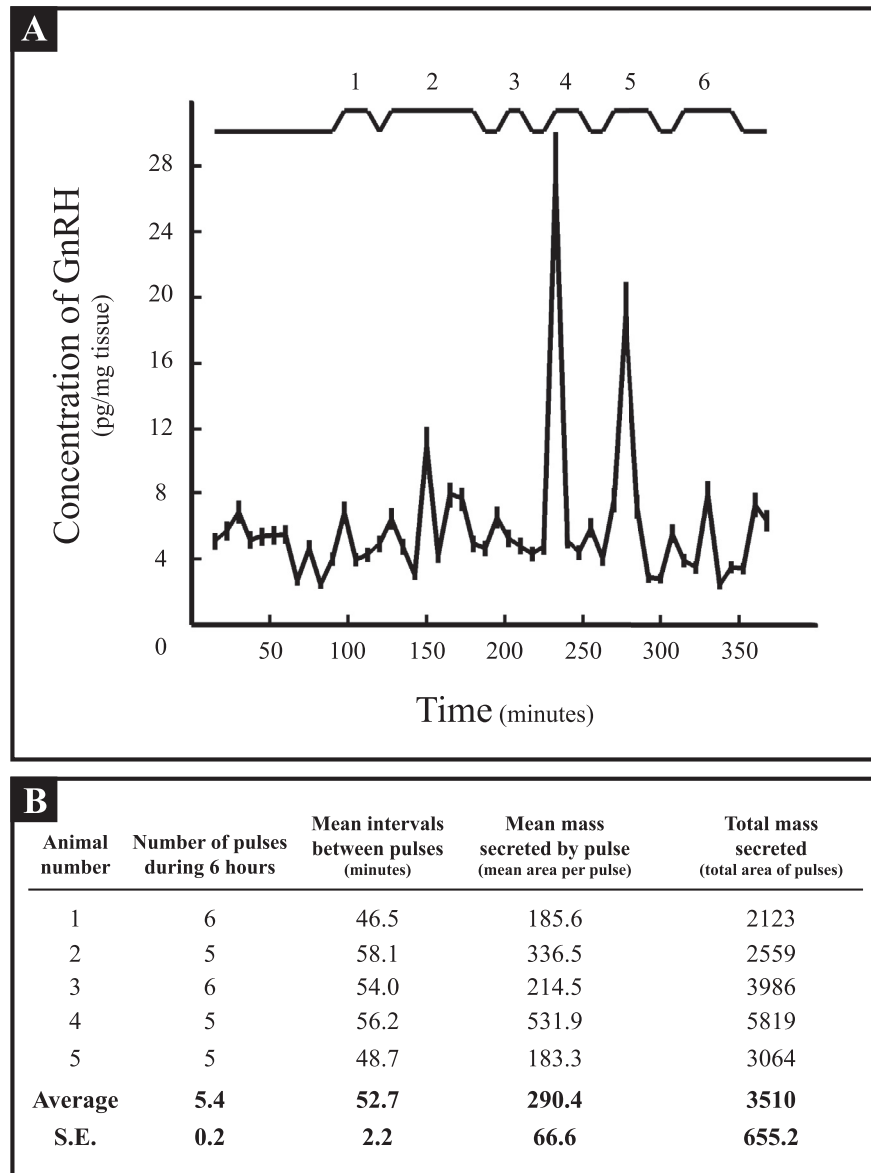 A
1 2 3 4 5 6
28
24
20
16
12
8
4
0
Concentration of GnRH
(pg/mg tissue)
50 100 150 200 250 300 350
Time (minutes)
B
Animal number
Number of pulses during 6 hours
Mean intervals between pulses (minutes)
Mean mass secreted by pulse (mean area per pulse)
Total mass secreted (total area of pulses)
1 6 46.5 185.6 2123
2 5 58.1 336.5 2559
3 6 54.0 214.5 3986
4 5 56.2 531.9 5819
5 5 48.7 183.3 3064
Average 5.4 52.7 290.4 3510
S.E. 0.2 2.2 66.6 655.2